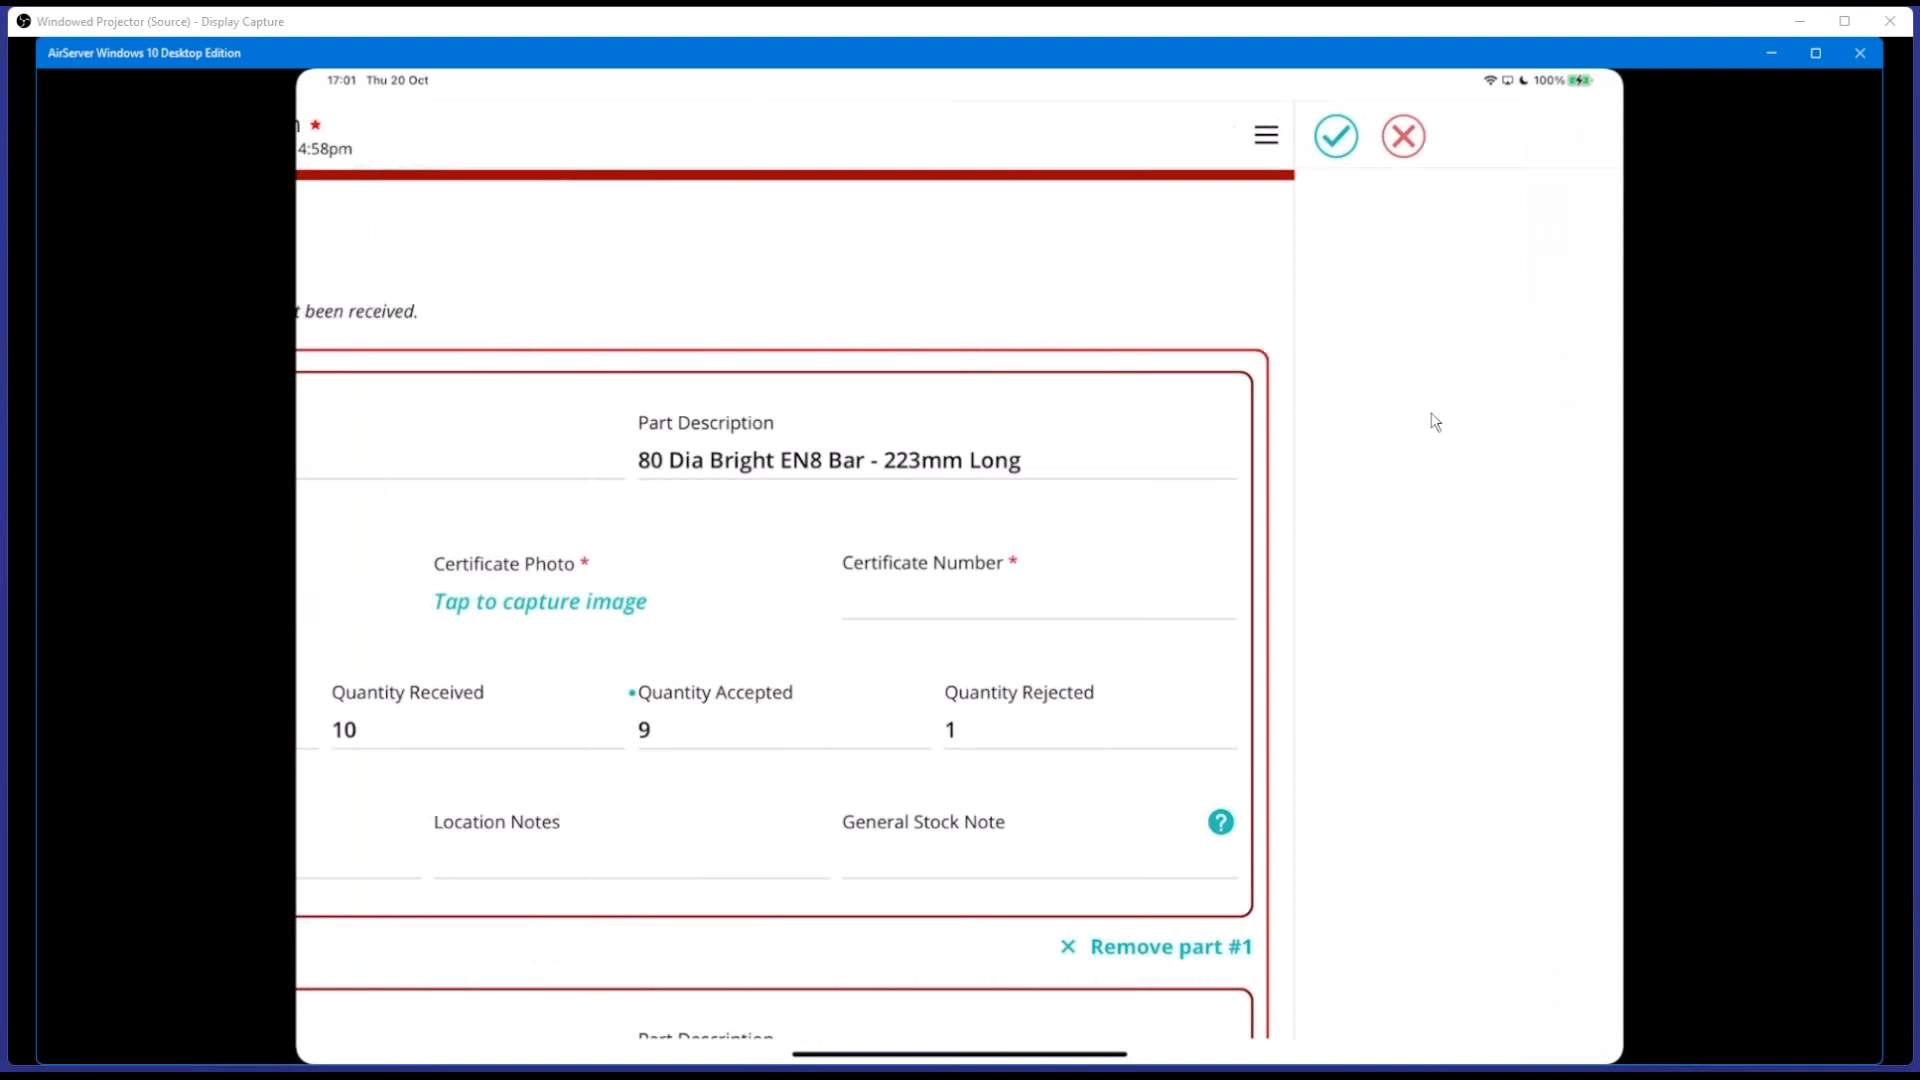 Windowed Projector (Source) - Display Capture
AirServer Windows 10 Desktop Edition
17:01 Thu 20 Oct
100%
4:58pm
been received.
Part Description
80 Dia Bright EN8 Bar - 223mm Long
Certificate Photo *
Certificate Number *
Tap to capture image
Quantity Received
Quantity Accepted
Quantity Rejected
10
9
1
Location Notes
General Stock Note
?
Remove part #1
Part Description